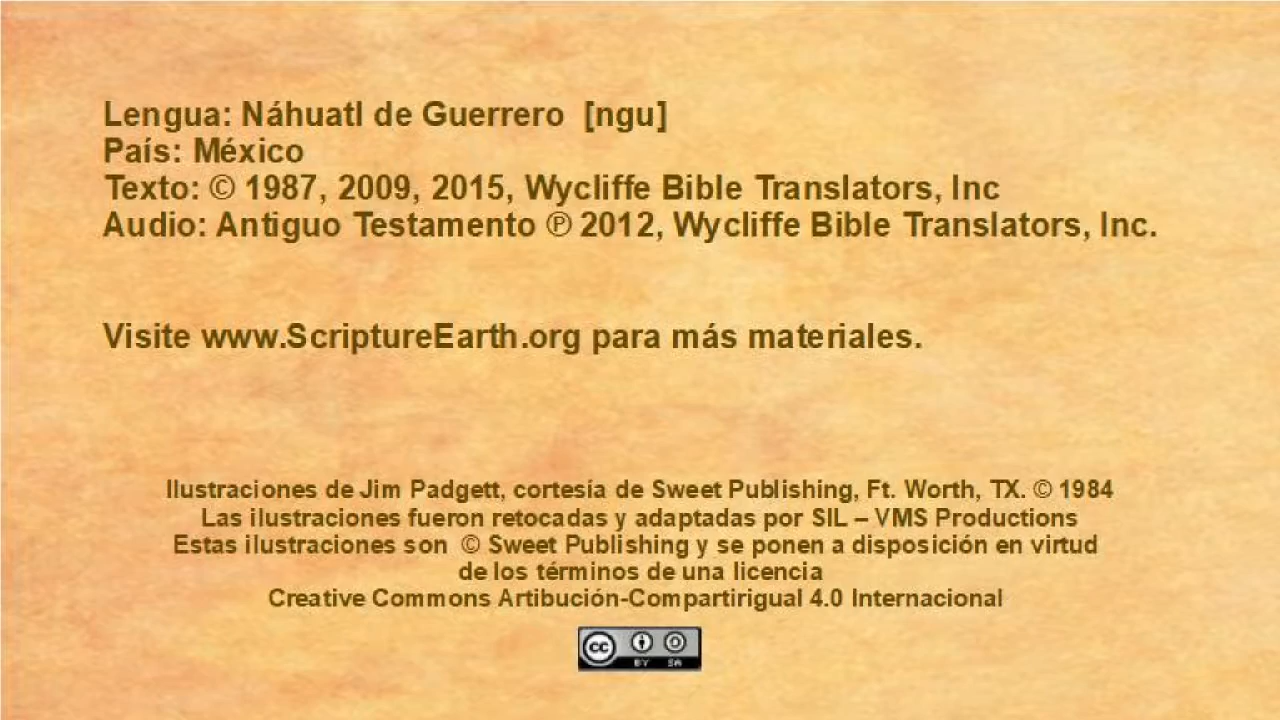 Lengua: Náhuatl de Guerrero [ngu]
País: México
Texto: © 1987, 2009, 2015, Wycliffe Bible Translators, Inc
Audio: Antiguo Testamento ℗ 2012, Wycliffe Bible Translators, Inc.
Visite www.ScriptureEarth.org para más materiales.
Ilustraciones de Jim Padgett, cortesía de Sweet Publishing, Ft. Worth, TX. © 1984
Las ilustraciones fueron retocadas y adaptadas por SIL – VMS Productions
Estas ilustraciones son © Sweet Publishing y se ponen a disposición en virtud
de los términos de una licencia
Creative Commons Artibución-Compartirigual 4.0 Internacional
cc BY SA